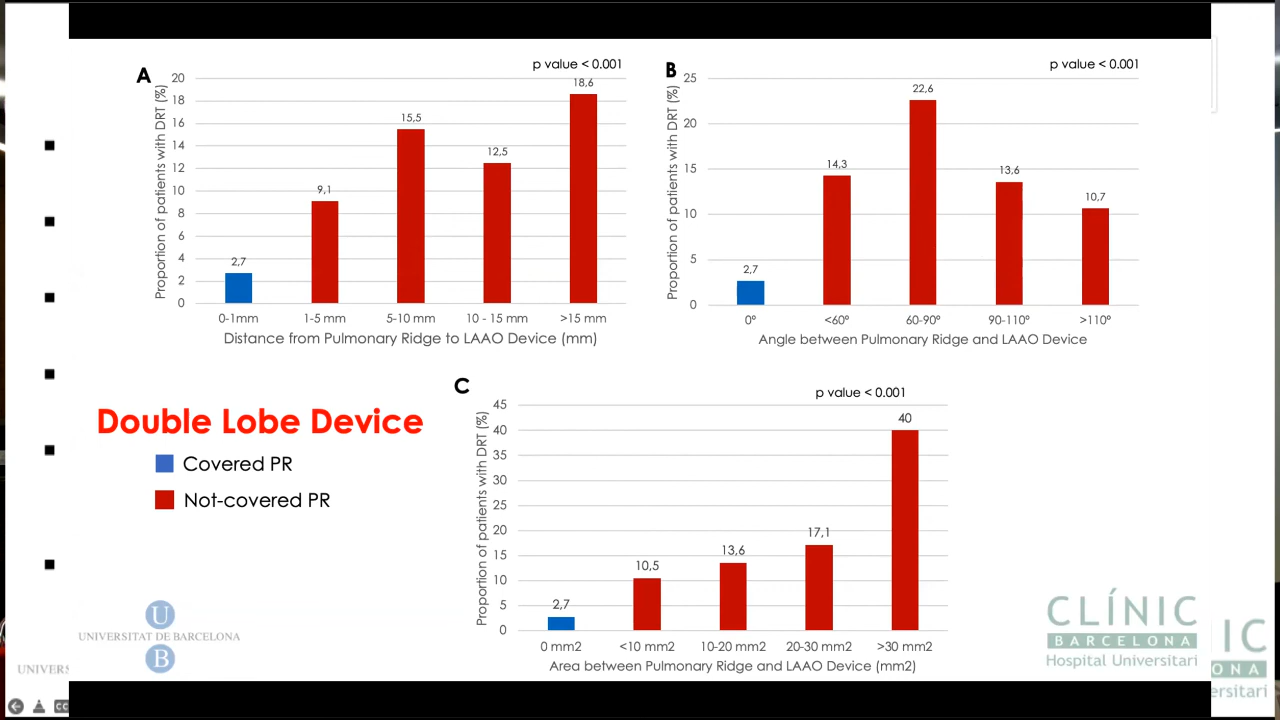 A
p value < 0.001
Proportion of patients with DRT (%)
20
18
16
14
12
10
8
6
4
2
0
2,7
9,1
15,5
12,5
18,6
0-1mm
1-5 mm
5-10 mm
10 - 15 mm
>15 mm
Distance from Pulmonary Ridge to LAAO Device (mm)
B
p value < 0.001
Proportion of patients with DRT (%)
25
20
15
10
5
0
2,7
14,3
22,6
13,6
10,7
0º
<60º
60-90º
90-110º
>110º
Angle between Pulmonary Ridge and LAAO Device
Double Lobe Device
Covered PR
Not-covered PR
C
p value < 0.001
Proportion of patients with DRT (%)
45
40
35
30
25
20
15
10
5
0
2,7
10,5
13,6
17,1
40
0 mm2
<10 mm2
10-20 mm2
20-30 mm2
>30 mm2
Area between Pulmonary Ridge and LAAO Device (mm2)
U
UNIVERSITAT DE BARCELONA
B
UNIVERS
CC
CLÍNIC
BARCELONA
Hospital Universitari
IC
ONA
ersitari